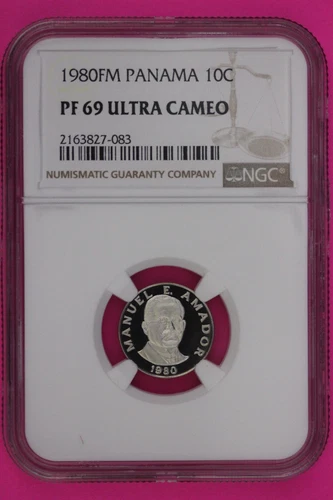 1980FM PANAMA 10C
PF 69 ULTRA CAMEO
2163827-083
NUMISMATIC GUARANTY COMPANY
NGC®
MANUEL E. AMADOR
1980